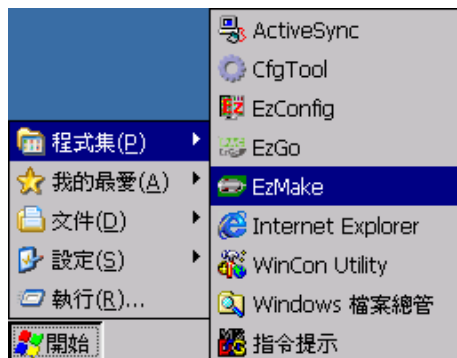 程式集(P)
我的最愛(A)
文件(D)
設定(S)
執行(R)...
開始
ActiveSync
CfgTool
EzConfig
EzGo
EzMake
Internet Explorer
WinCon Utility
Windows 檔案總管
指令提示